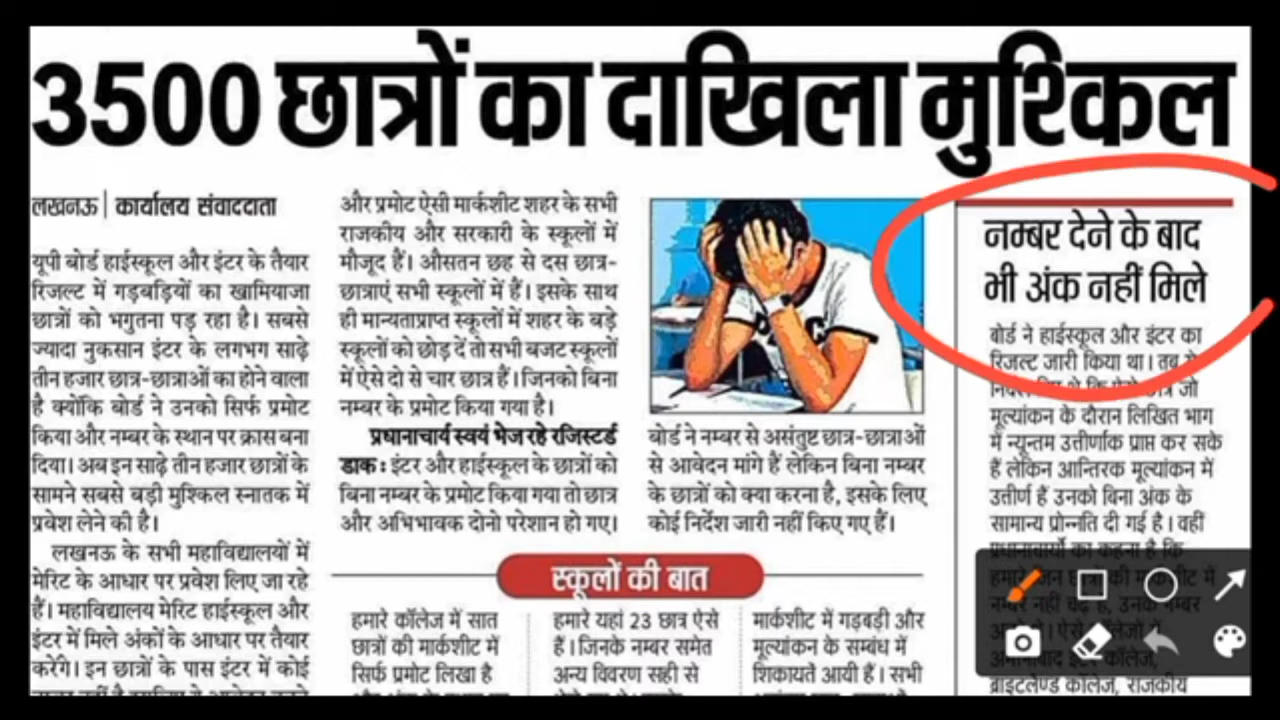 3500 छात्रों का दाखिला मुश्किल
लखनऊ | कार्यालय संवाददाता
यूपी बोर्ड हाईस्कूल और इंटर के तैयार
रिजल्ट में गड़बड़ियों का खामियाजा
छात्रों को भुगतना पड़ रहा है। सबसे
ज्यादा नुकसान इंटर के लगभग साढ़े
तीन हजार छात्र-छात्राओं का होने वाला
है क्योंकि बोर्ड ने उनको सिर्फ प्रमोट
किया और नम्बर के स्थान पर क्रास बना
दिया। अब इन साढ़े तीन हजार छात्रों के
सामने सबसे बड़ी मुश्किल स्नातक में
प्रवेश लेने की है।
लखनऊ के सभी महाविद्यालयों में
मेरिट के आधार पर प्रवेश लिए जा रहे
हैं। महाविद्यालय मेरिट हाईस्कूल और
इंटर में मिले अंकों के आधार पर तैयार
करेंगे। इन छात्रों के पास इंटर में कोई
और प्रमोट ऐसी मार्कशीट शहर के सभी
राजकीय और सरकारी के स्कूलों में
मौजूद हैं। औसतन छह से दस छात्र-
छात्राएं सभी स्कूलों में हैं। इसके साथ
ही मान्यताप्राप्त स्कूलों में शहर के बड़े
स्कूलों को छोड़ दें तो सभी बजट स्कूलों
में ऐसे दो से चार छात्र हैं। जिनको बिना
नम्बर के प्रमोट किया गया है।
प्रधानाचार्य स्वयं भेज रहे रजिस्टर्ड
डाक: इंटर और हाईस्कूल के छात्रों को
बिना नम्बर के प्रमोट किया गया तो छात्र
और अभिभावक दोनो परेशान हो गए।
बोर्ड ने नम्बर से असंतुष्ट छात्र-छात्राओं
से आवेदन मांगे हैं लेकिन बिना नम्बर
के छात्रों को क्या करना है, इसके लिए
कोई निर्देश जारी नहीं किए गए हैं।
स्कूलों की बात
हमारे कॉलेज में सात
छात्रों की मार्कशीट में
सिर्फ प्रमोट लिखा है
हमारे यहां 23 छात्र ऐसे
हैं। जिनके नम्बर समेत
अन्य विवरण सही से
मार्कशीट में गड़बड़ी और
मूल्यांकन के सम्बंध में
शिकायते आयी हैं। सभी
नम्बर देने के बाद
भी अंक नहीं मिले
बोर्ड ने हाईस्कूल और इंटर का
रिजल्ट जारी किया था। तब
जो
मूल्यांकन के दौरान लिखित भाग
में न्यूनतम उत्तीर्णांक प्राप्त कर सके
हैं लेकिन आन्तिरक मूल्यांकन में
उत्तीर्ण हैं उनको बिना अंक के
सामान्य प्रोन्नति दी गई है। वहीं
प्रधानाचार्यो का कहना है कि
ब्राइटलैण्ड कॉलेज, राजकीय